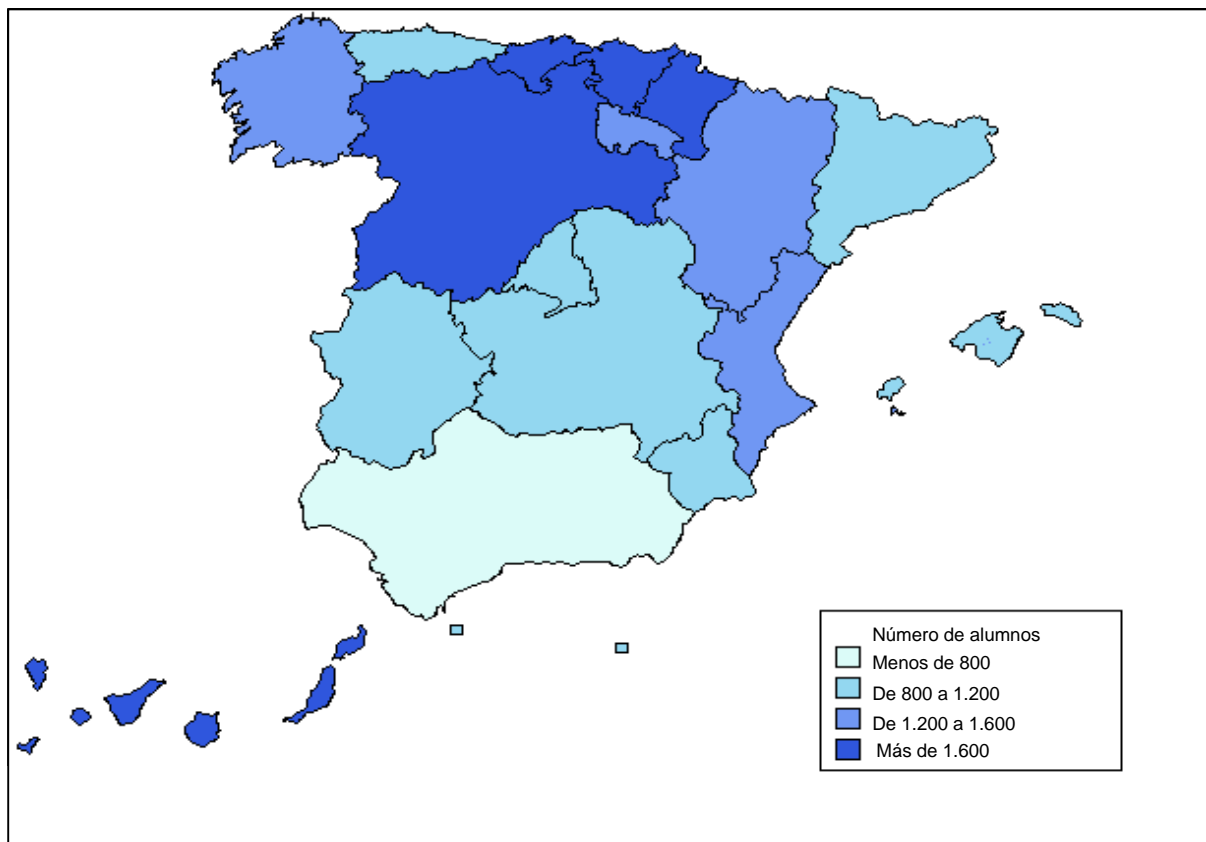 Número de alumnos
Menos de 800
De 800 a 1.200
De 1.200 a 1.600
Más de 1.600